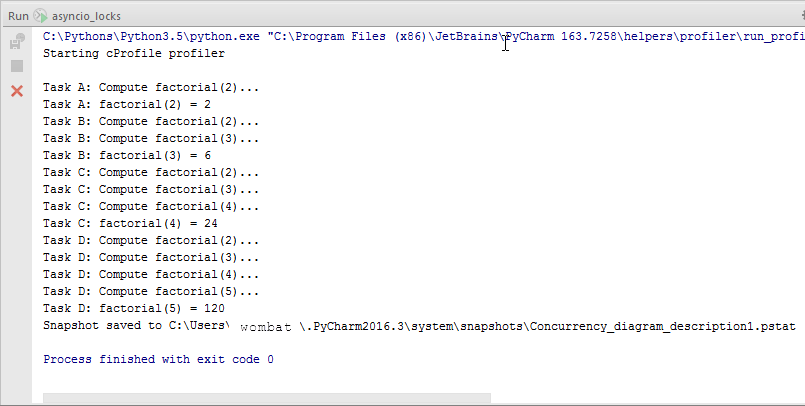 Run asyncio_locks
C:\Pythons\Python3.5\python.exe "C:\Program Files (x86)\JetBrains\PyCharm 163.7258\helpers\profiler\run_profi
Starting cProfile profiler
Task A: Compute factorial(2)...
Task A: factorial(2) = 2
Task B: Compute factorial(2)...
Task B: Compute factorial(3)...
Task B: factorial(3) = 6
Task C: Compute factorial(2)...
Task C: Compute factorial(3)...
Task C: Compute factorial(4)...
Task C: factorial(4) = 24
Task D: Compute factorial(2)...
Task D: Compute factorial(3)...
Task D: Compute factorial(4)...
Task D: Compute factorial(5)...
Task D: factorial(5) = 120
Snapshot saved to C:\Users\ wombat \.PyCharm2016.3\system\snapshots\Concurrency_diagram_description1.pstat
Process finished with exit code 0